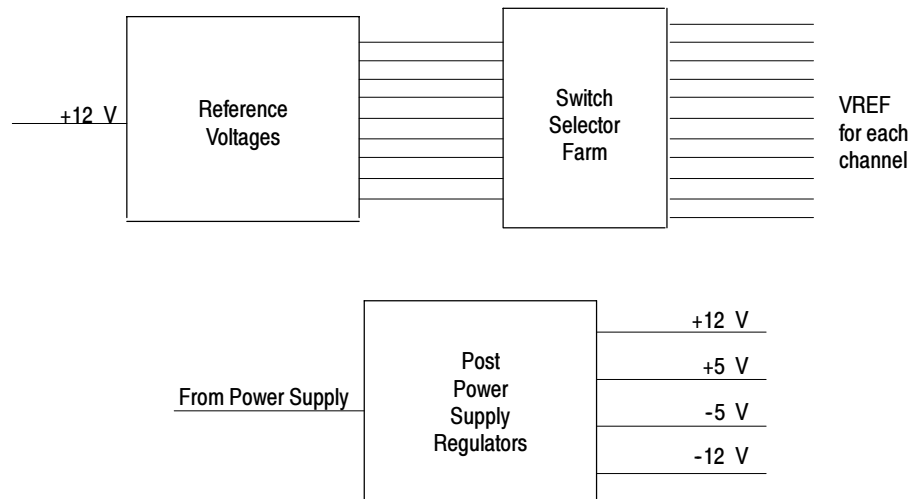 +12 V
Reference
Voltages
Switch
Selector
Farm
VREF
for each
channel
From Power Supply
Post
Power
Supply
Regulators
+12 V
+5 V
-5 V
-12 V